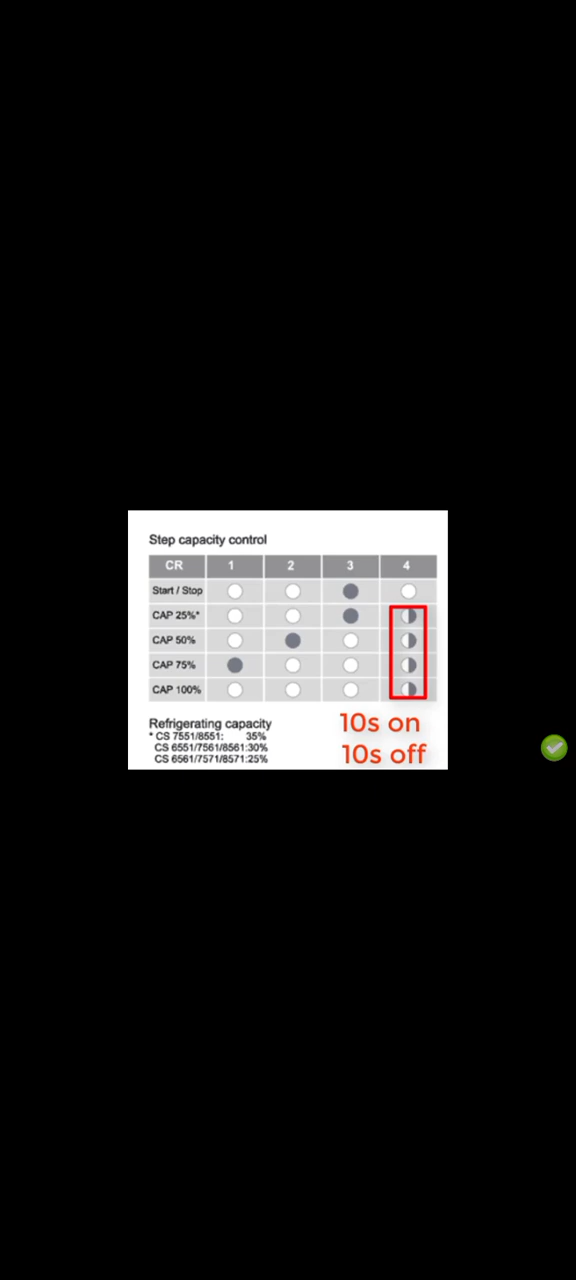 Step capacity control
CR 1 2 3 4
Start / Stop
CAP 25%*
CAP 50%
CAP 75%
CAP 100%
Refrigerating capacity
* CS 7551/8551: 35%
CS 6551/7561/8561:30%
CS 6561/7571/8571:25%
10s on
10s off